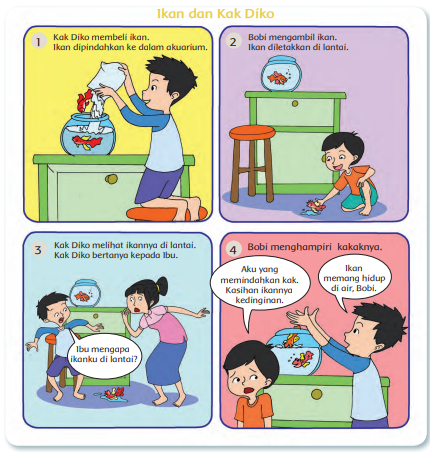 Ikan dan Kak Diko
1
Kak Diko membeli ikan.
Ikan dipindahkan ke dalam akuarium.
2
Bobi mengambil ikan.
Ikan diletakkan di lantai.
3
Kak Diko melihat ikannya di lantai.
Kak Diko bertanya kepada Ibu.
Ibu mengapa
ikanku di lantai?
4
Bobi menghampiri kakaknya.
Aku yang
memindahkan kak.
Kasihan ikannya
kedinginan.
Ikan
memang hidup
di air, Bobi.